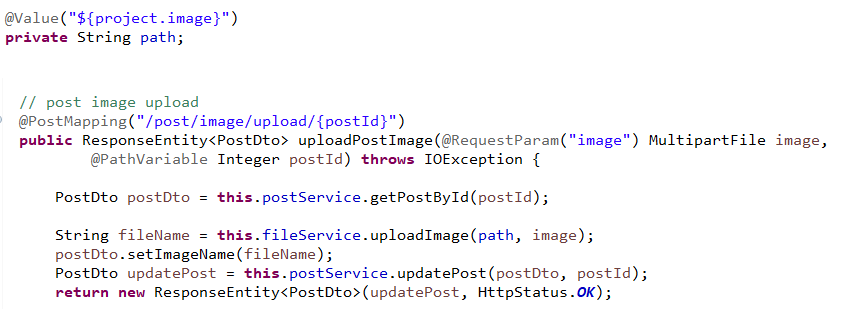 @Value("${project.image}")
private String path;
// post image upload
@PostMapping("/post/image/upload/{postId}")
public ResponseEntity<PostDto> uploadPostImage(@RequestParam("image") MultipartFile image,
@PathVariable Integer postId) throws IOException {
PostDto postDto = this.postService.getPostById(postId);
String fileName = this.fileService.uploadImage(path, image);
postDto.setImageName(fileName);
PostDto updatePost = this.postService.updatePost(postDto, postId);
return new ResponseEntity<PostDto>(updatePost, HttpStatus.OK);